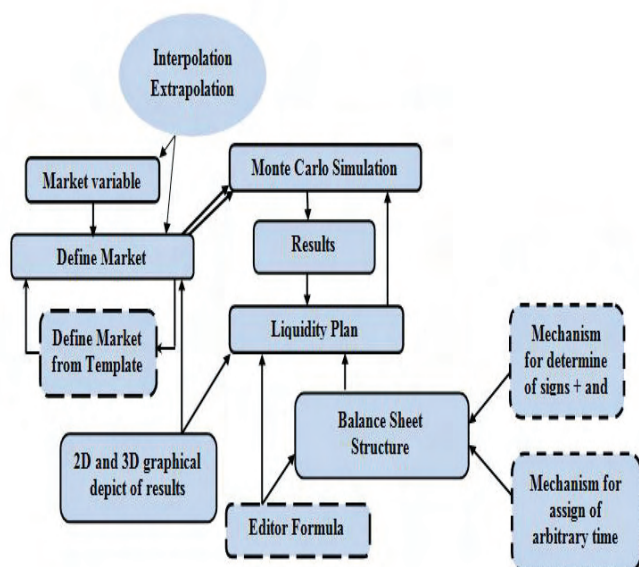 Interpolation
Extrapolation
Market variable
Monte Carlo Simulation
Define Market
Results
Define Market
from Template
Liquidity Plan
Mechanism
for determine
of signs + and
2D and 3D graphical
depict of results
Balance Sheet
Structure
Editor Formula
Mechanism for
assign of
arbitrary time